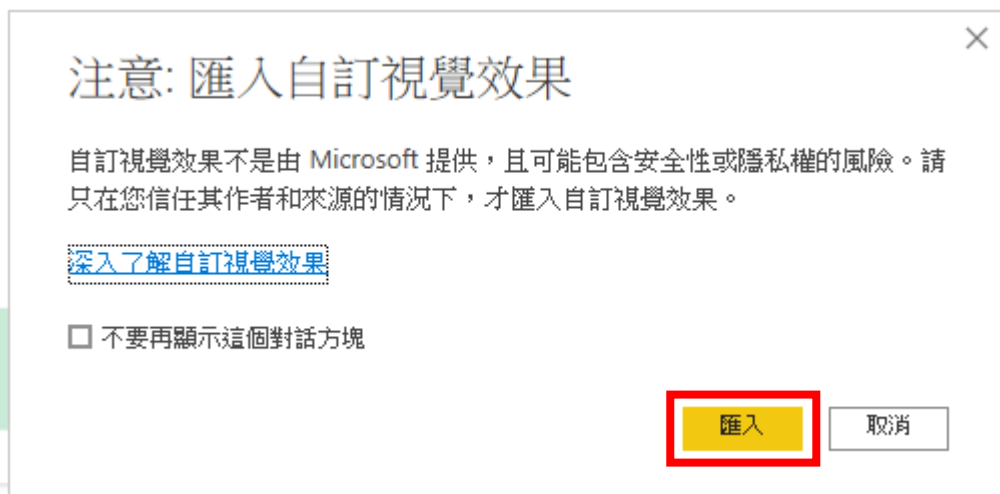 注意: 匯入自訂視覺效果
自訂視覺效果不是由 Microsoft 提供，且可能包含安全性或隱私權的風險。請
只在您信任其作者和來源的情況下，才匯入自訂視覺效果。
深入了解自訂視覺效果
不要再顯示這個對話方塊
匯入
取消